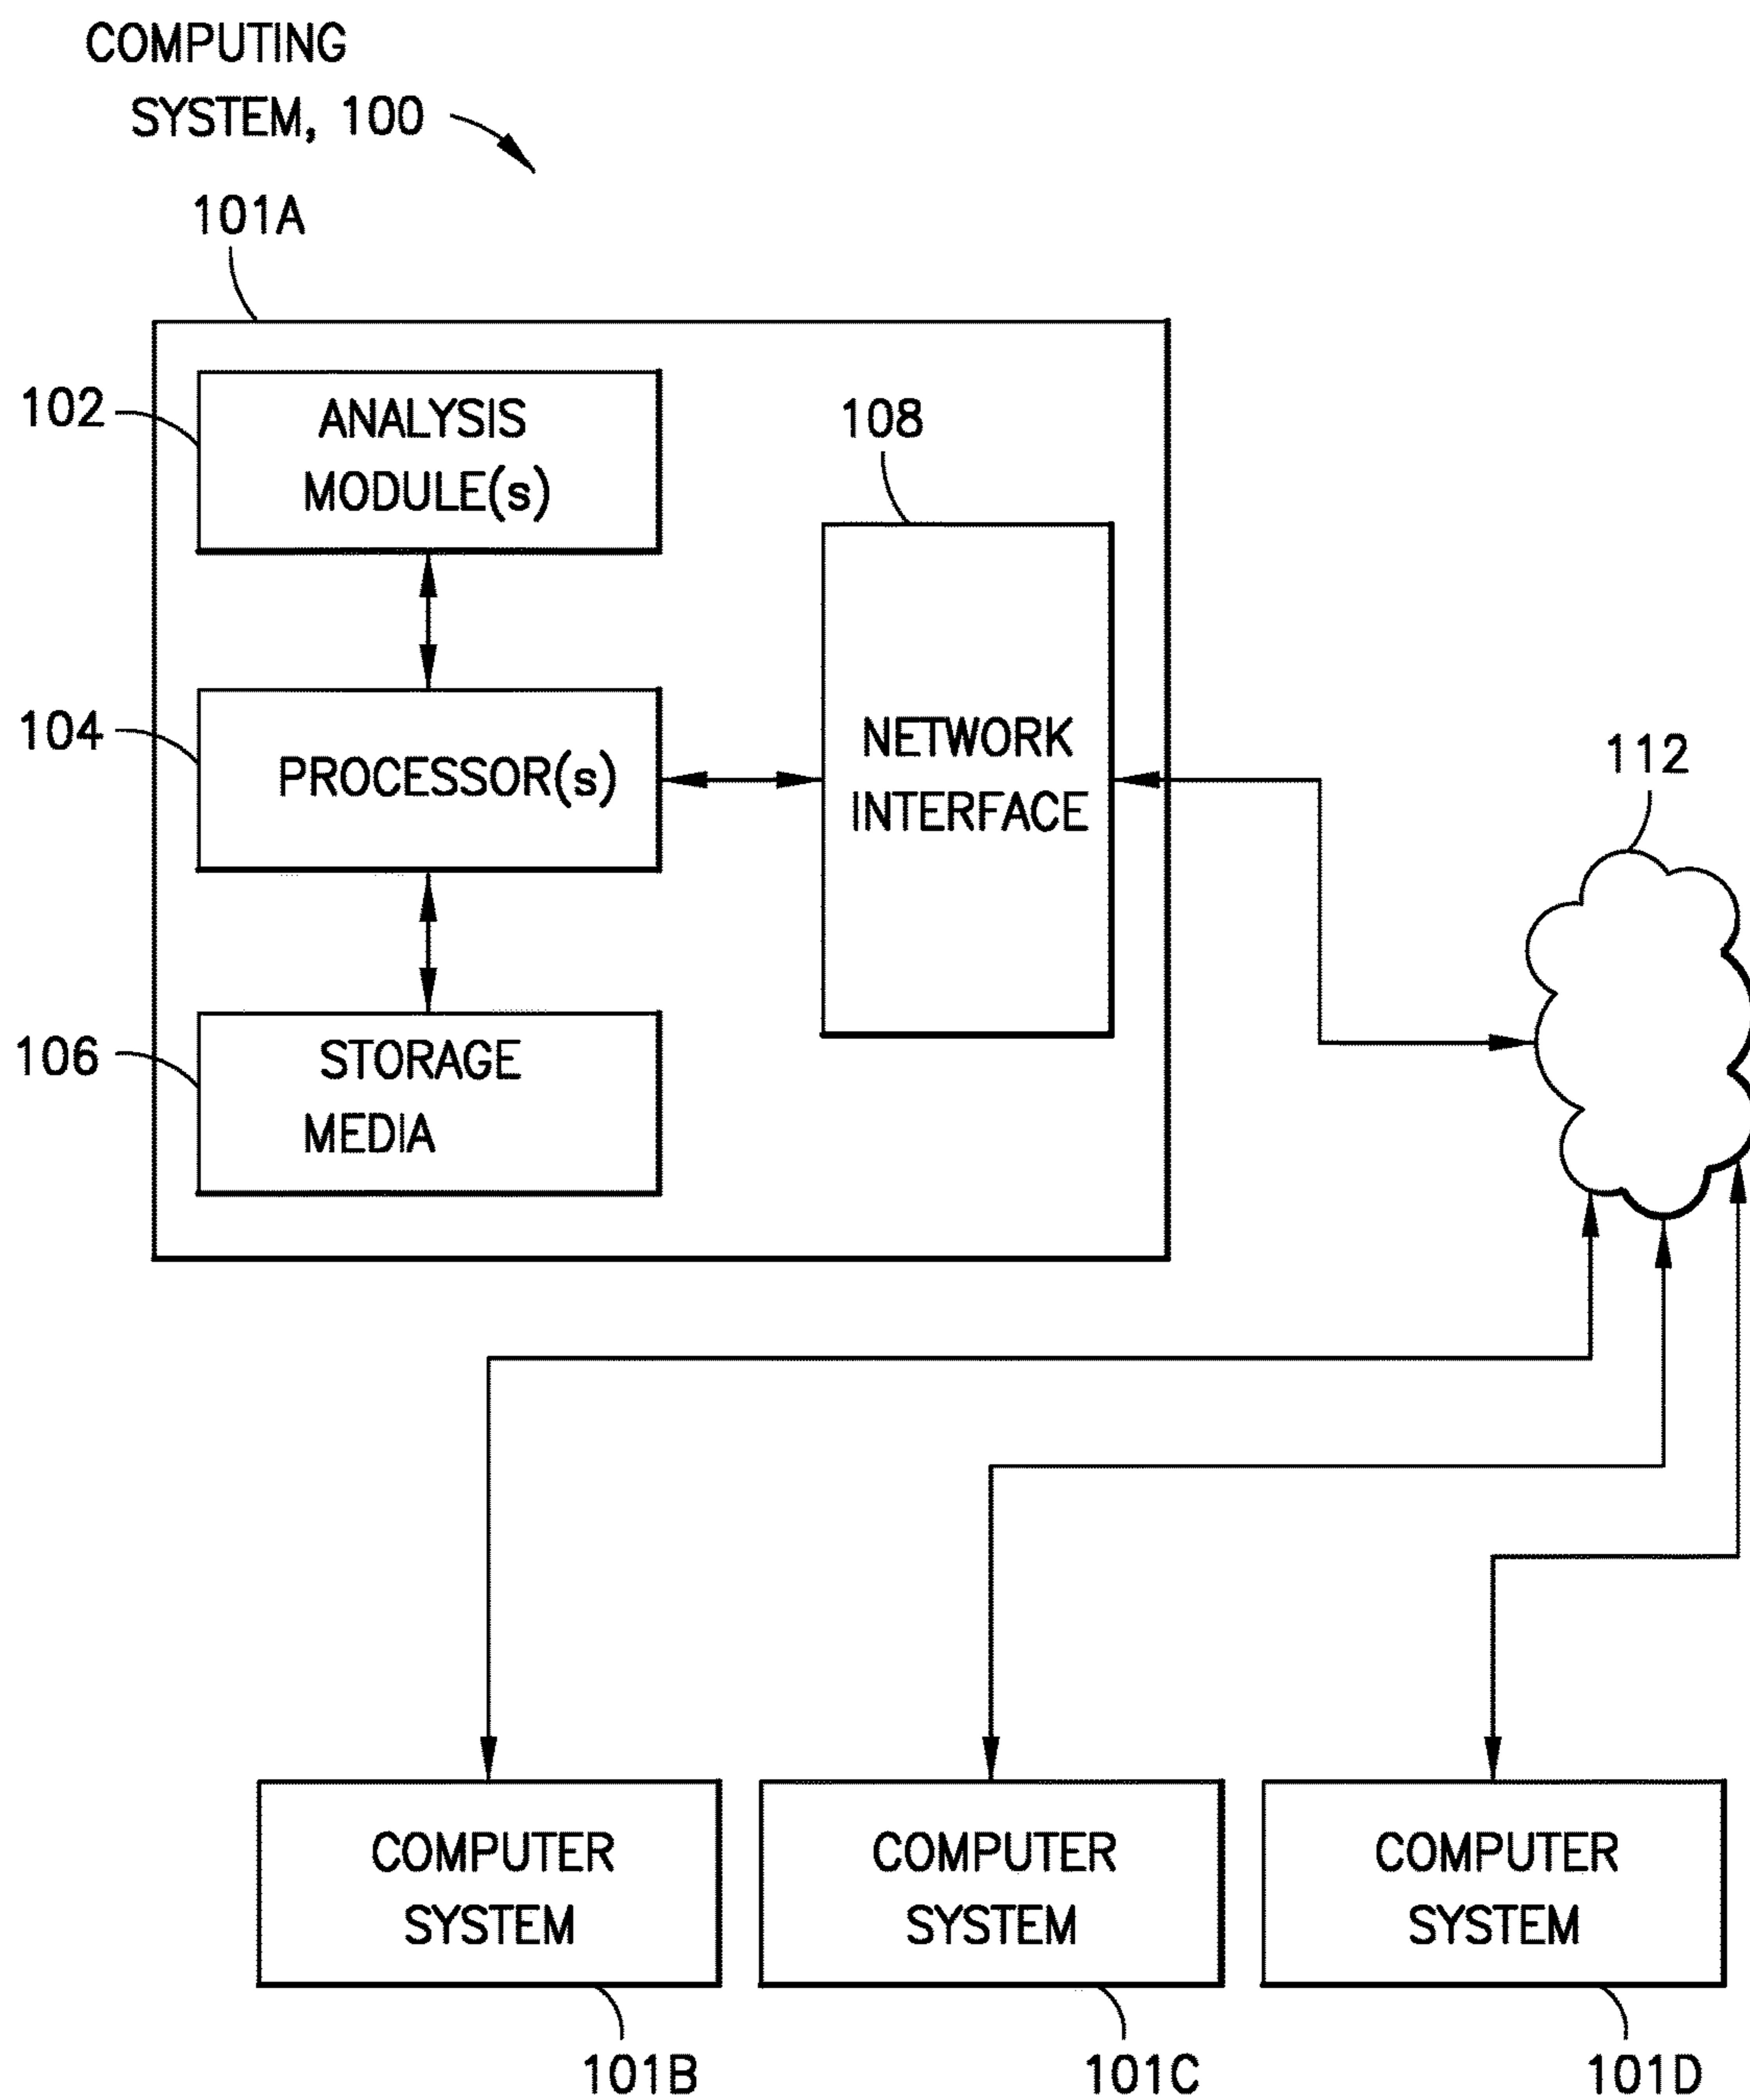 COMPUTING
SYSTEM, 100
101A
102
ANALYSIS
MODULE(s)
108
104
PROCESSOR(s)
NETWORK
INTERFACE
112
106
STORAGE
MEDIA
COMPUTER
SYSTEM
COMPUTER
SYSTEM
COMPUTER
SYSTEM
101B
101C
101D